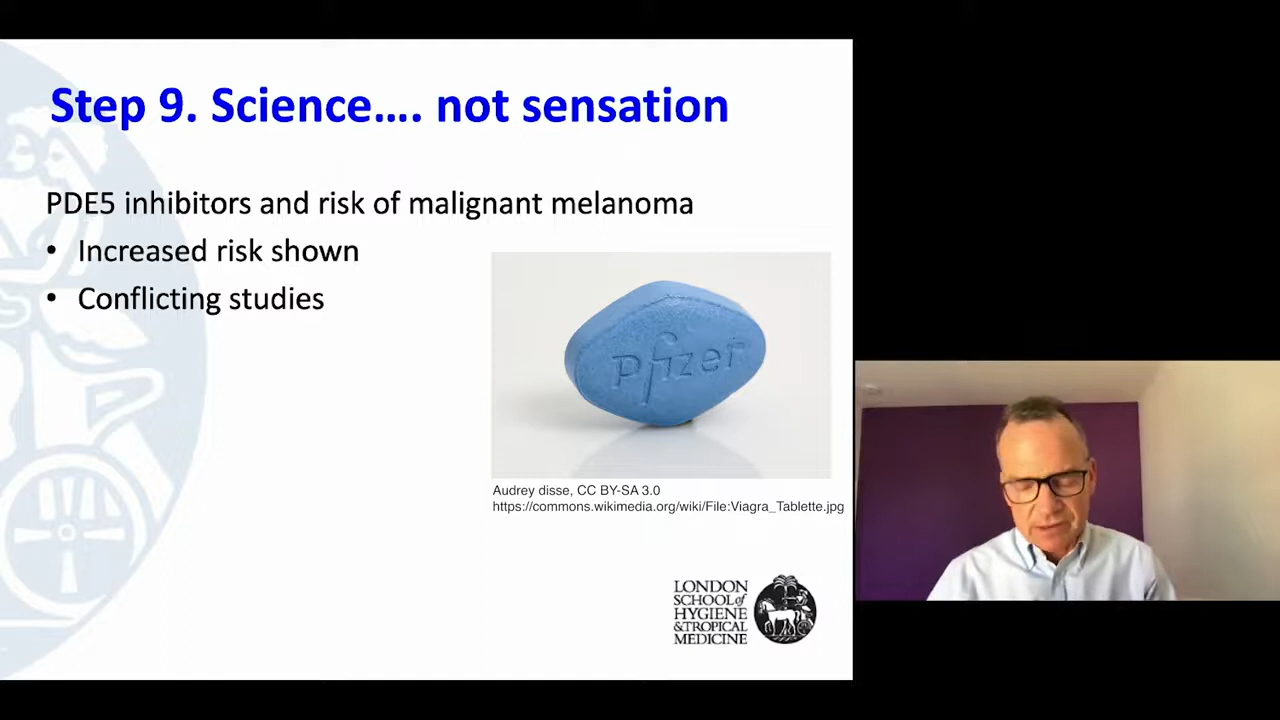 Step 9. Science…. not sensation
PDE5 inhibitors and risk of malignant melanoma
• Increased risk shown
• Conflicting studies
Pfizer
Audrey disse, CC BY-SA 3.0
https://commons.wikimedia.org/wiki/File:Viagra_Tablette.jpg
LONDON
SCHOOL of
HYGIENE
&TROPICAL
MEDICINE